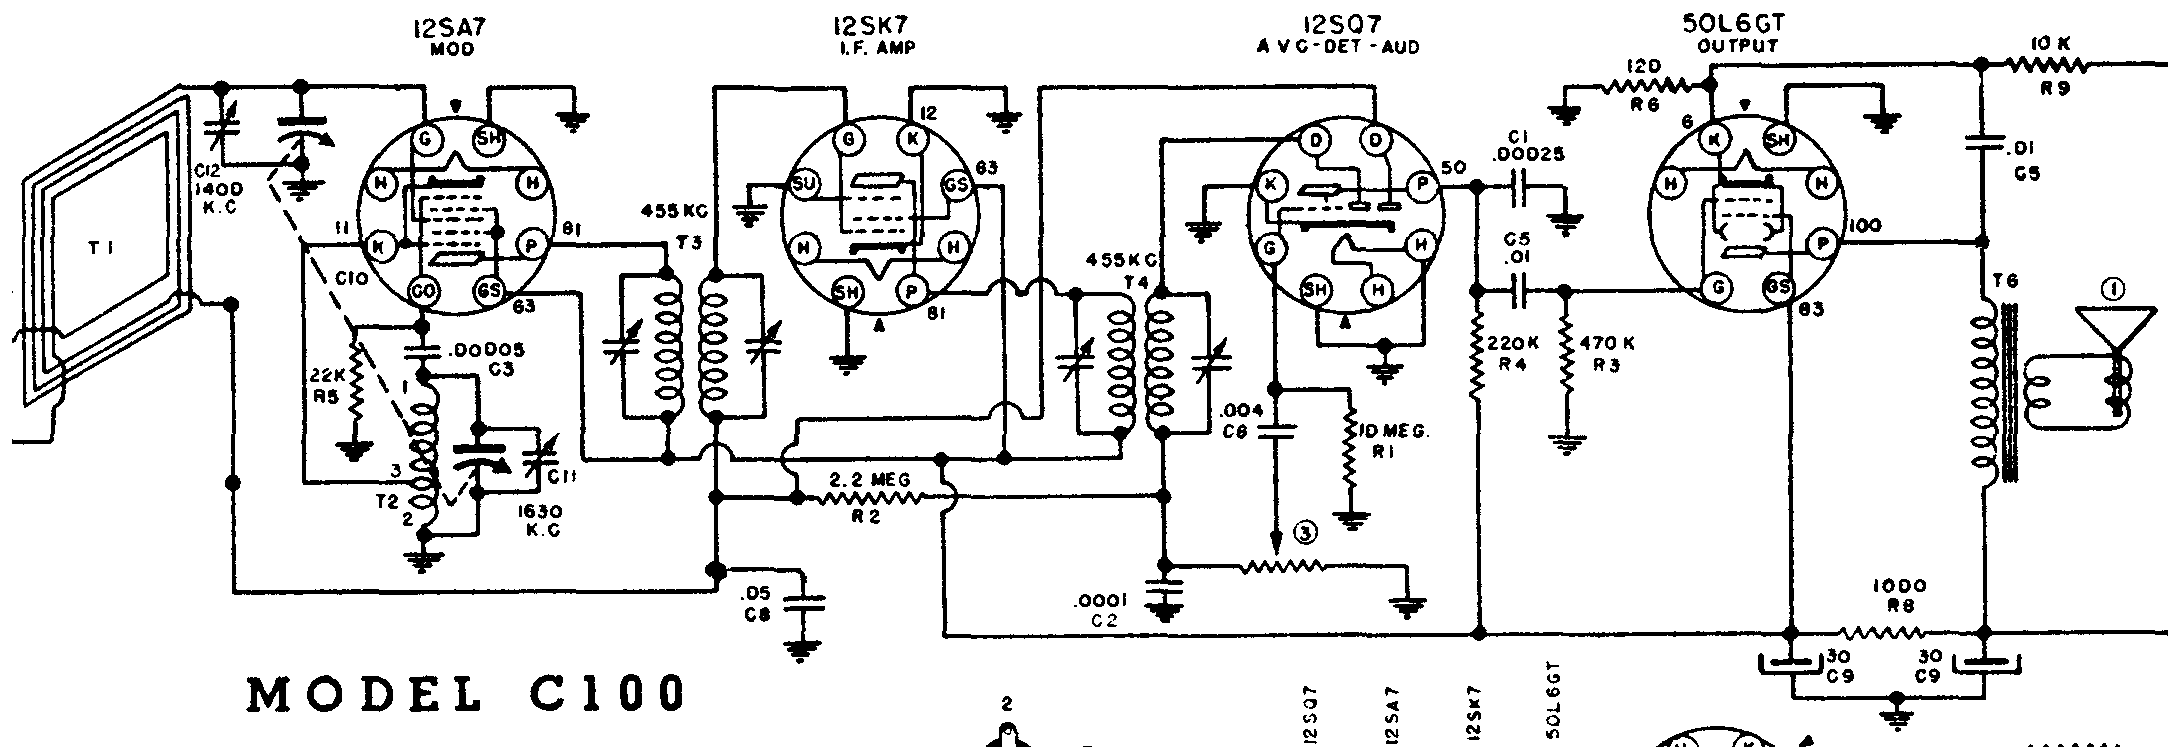 12SA7
MOD
12SK7
I.F. AMP
12SQ7
AVC-DET-AUD
50L6GT
OUTPUT
10 K
R9
120
R6
G
SH
C12
1400
K.C
H
H
11
K
P
81
GO
GS
63
C10
T1
455 KC
T3
G
K
12
SU
GS
63
H
H
SH
P
81
455 KC
T4
D
D
K
P
50
G
H
SH
H
C1
.00025
C5
.01
6
K
SH
H
H
P
100
G
GS
83
.01
C5
T6
1
.00005
C3
22K
R5
1
3
T2
2
C11
1630
K.C
2.2 MEG
R2
.004
C6
10 MEG.
R1
220K
R4
470 K
R3
3
.05
C8
.0001
C2
1000
R8
30
C9
30
C9
MODEL C100
2
12SQ7
12SA7
12SK7
50L6GT
H
K